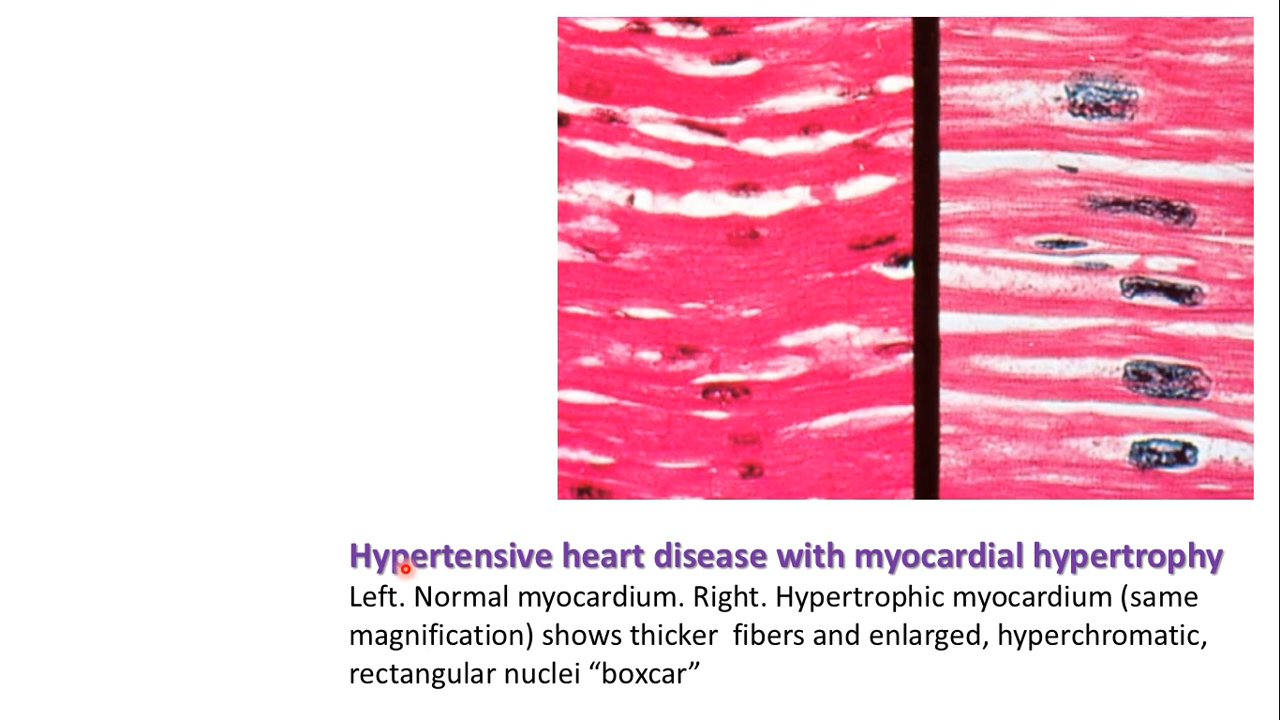 Hypertensive heart disease with myocardial hypertrophy
Left. Normal myocardium. Right. Hypertrophic myocardium (same
magnification) shows thicker  fibers and enlarged, hyperchromatic,
rectangular nuclei “boxcar”